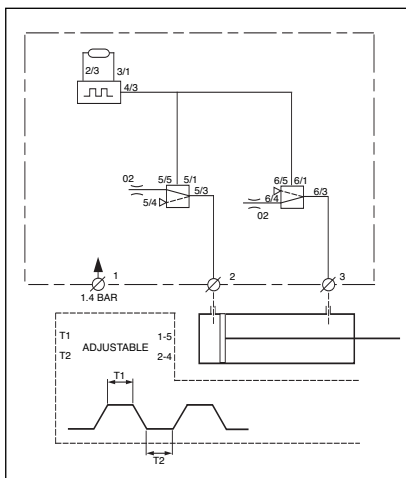 2/3 3/1
4/3
02 5/5 5/1
5/3
5/4
6/5 6/1
6/4 6/3
02
1 2 3
1.4 BAR
T1 1-5
ADJUSTABLE
T2 2-4
T1
T2